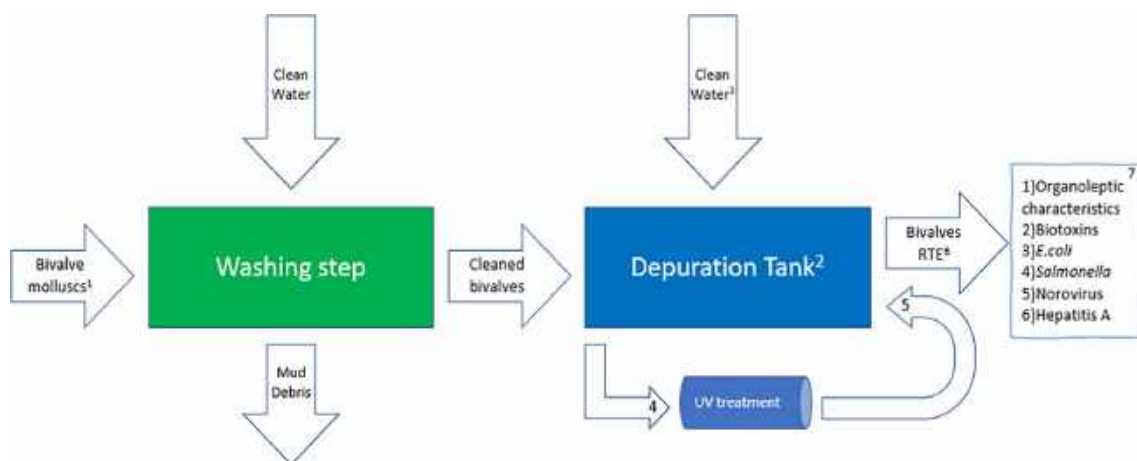 Clean
Water
Clean
Water³
Bivalve
molluscs¹
Washing step
Cleaned
bivalves
Depuration Tank²
Bivalves
RTE⁶
7
1)Organoleptic
characteristics
2)Biotoxins
3)E.coli
4)Salmonella
5)Norovirus
6)Hepatitis A
Mud
Debris
4
UV treatment
5